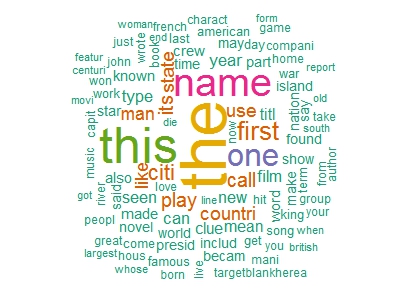 woman french charact form
just wrote book end last american game
centuri john time crew may day compani
featur known year part home
won its state name war island report
movi work type man use titl nation say old
capit star first found take south
die this the now
music like citi one show from author
got seen play call film make term
river also love line new hit word group
peopl said made can countri king your
great novel clue mean song when
largest come world presid includ get you british
hous famous becam mani
whose born live targetblankherea